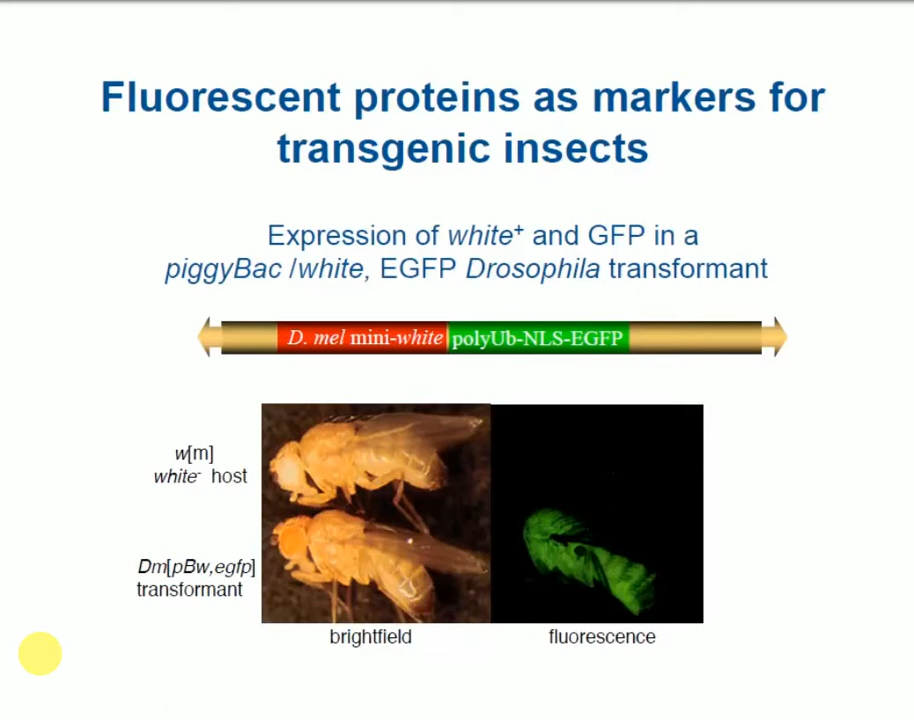 Fluorescent proteins as markers for
transgenic insects
Expression of white+ and GFP in a
piggyBac /white, EGFP Drosophila transformant
D. mel mini-white polyUb-NLS-EGFP
w[m]
white- host
Dm[pBw,egfp]
transformant
brightfield fluorescence